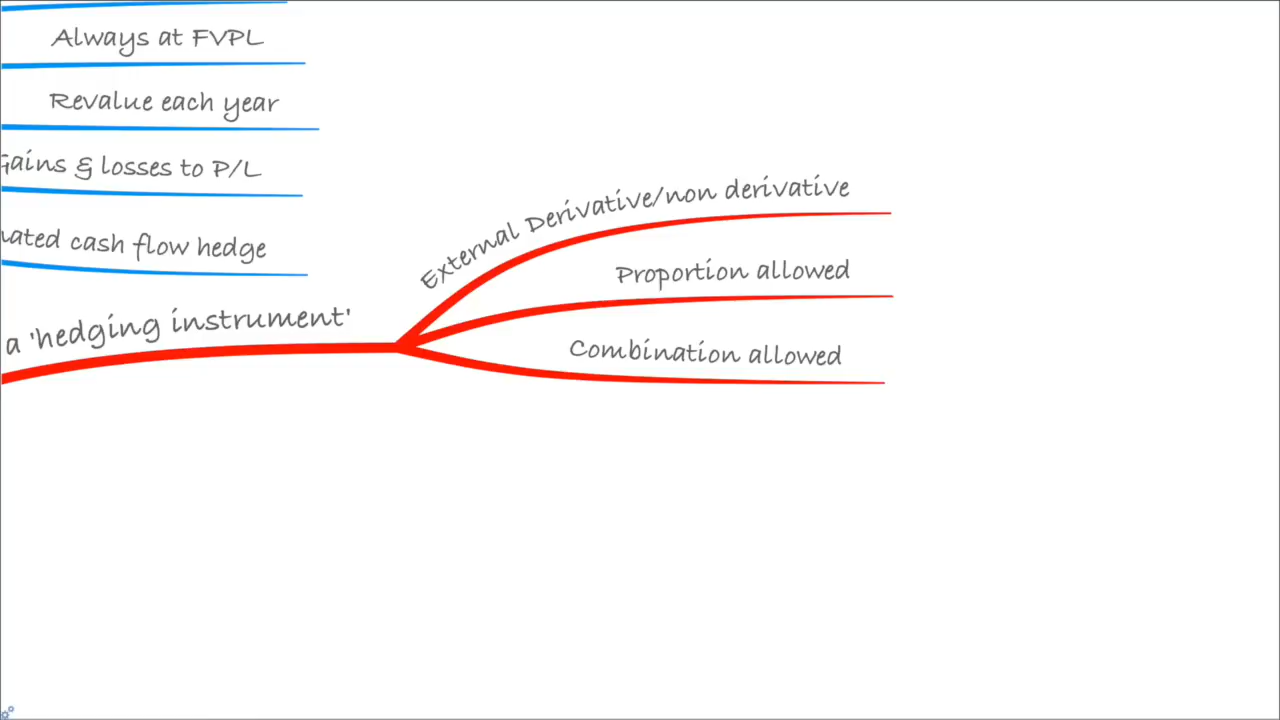 Always at FVPL
Revalue each year
Gains & losses to P/L
cash flow hedge
a 'hedging instrument'
External Derivative/non derivative
Proportion allowed
Combination allowed